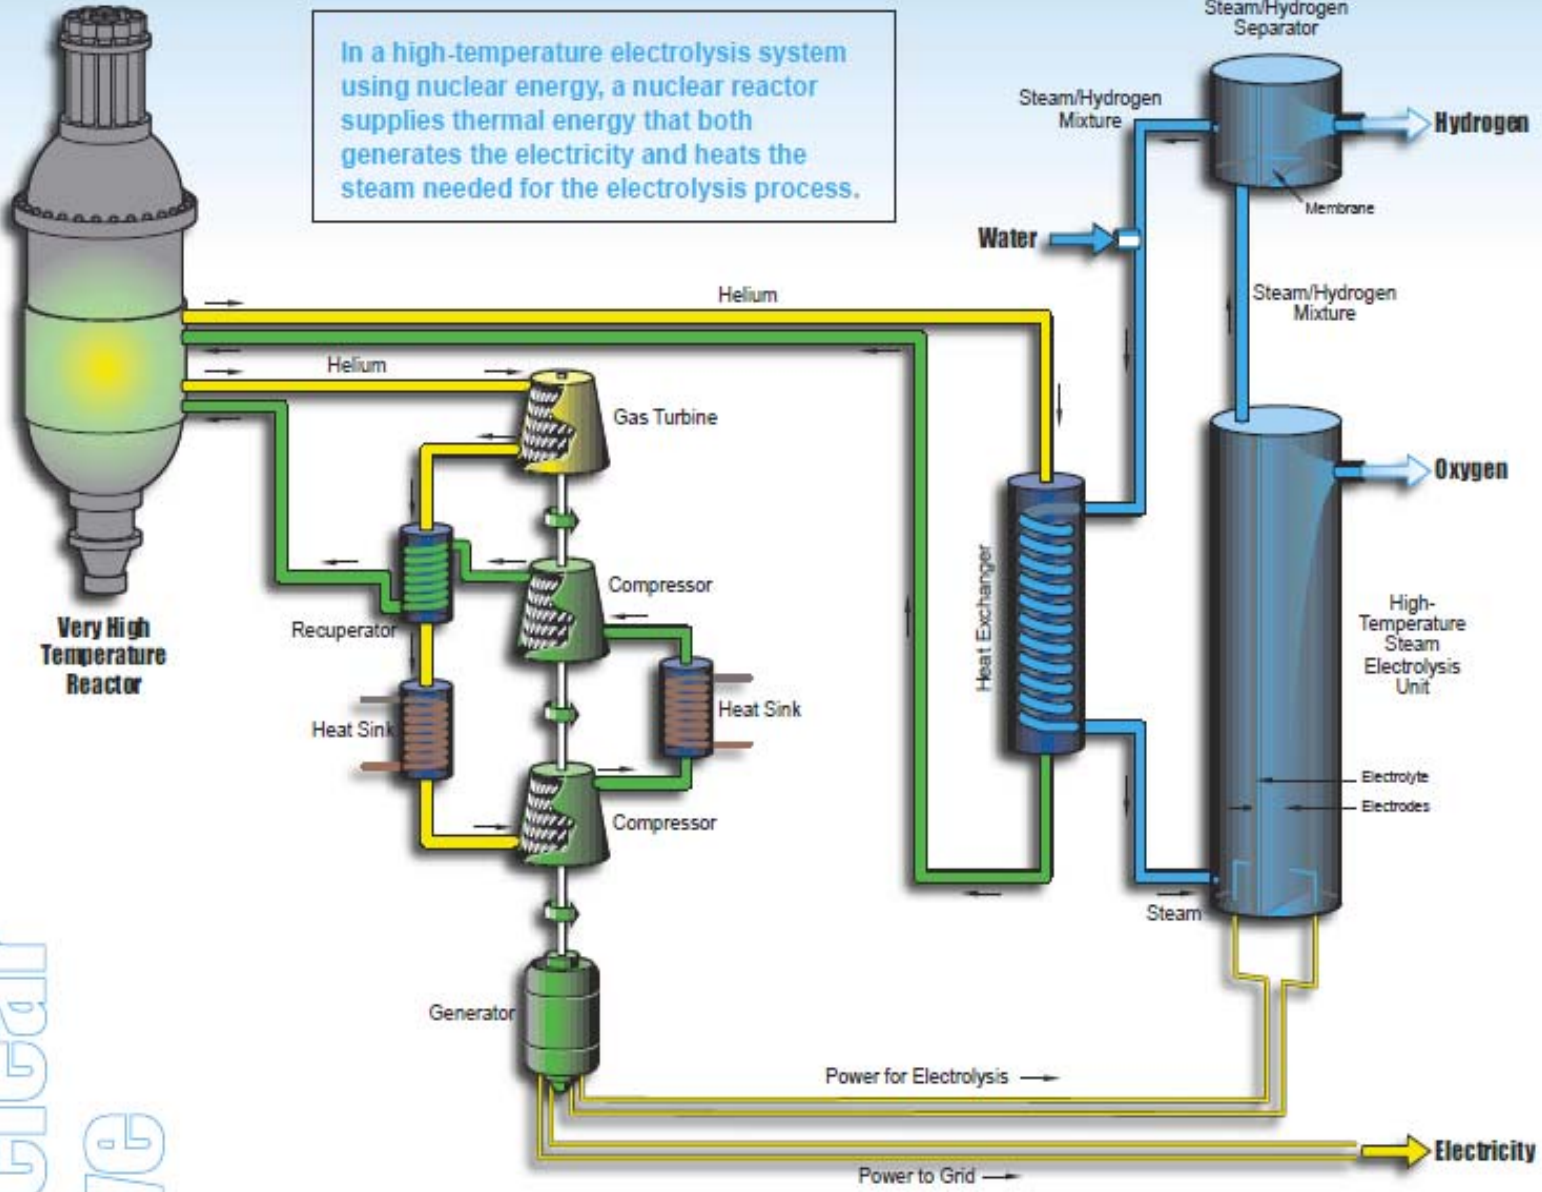 Steam/Hydrogen
Separator
In a high-temperature electrolysis system
using nuclear energy, a nuclear reactor
supplies thermal energy that both
generates the electricity and heats the
steam needed for the electrolysis process.
Steam/Hydrogen
Mixture
Hydrogen
Membrane
Water
Helium
Steam/Hydrogen
Mixture
Helium
Gas Turbine
Oxygen
Heat Exchanger
Compressor
Recuperator
Very High
Temperature
Reactor
High-
Temperature
Steam
Electrolysis
Unit
Heat Sink
Heat Sink
Electrolyte
Electrodes
Compressor
Steam
Generator
Power for Electrolysis
Electricity
Power to Grid